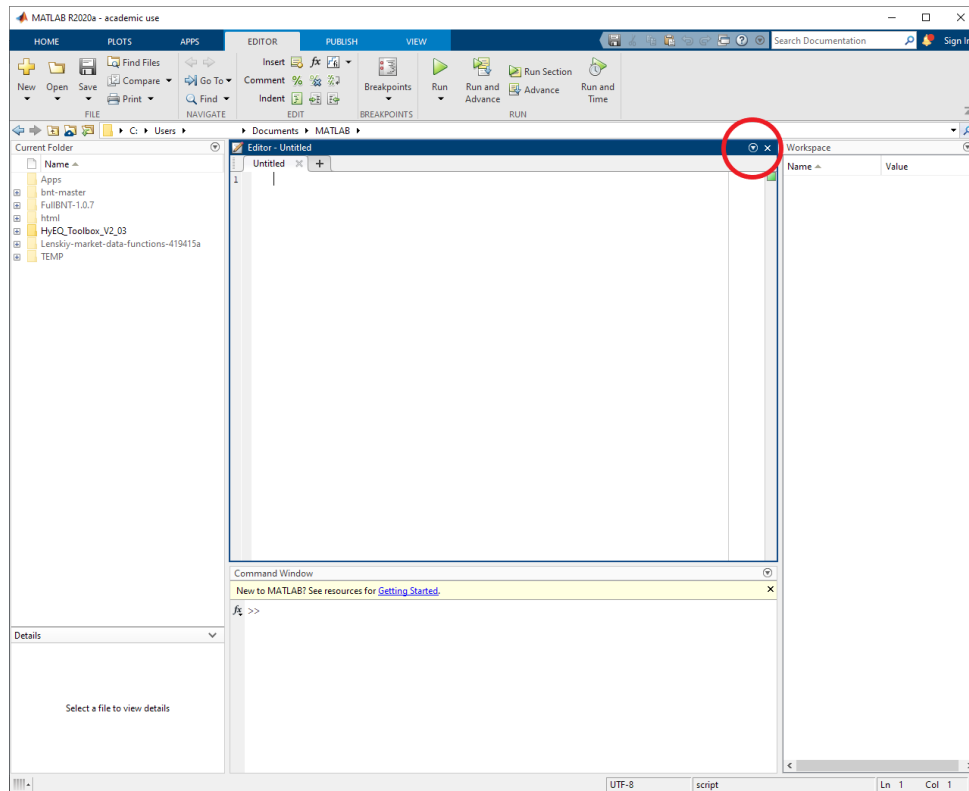 MATLAB R2020a - academic use
HOME PLOTS APPS EDITOR PUBLISH VIEW Search Documentation Sign In
New Open Save Find Files Compare Print Go To Find Insert fx Comment % Indent Breakpoints Run Run and Advance Run Section Advance Run and Time
FILE NAVIGATE EDIT BREAKPOINTS RUN
C: Users Documents MATLAB
Current Folder
Name
Apps
bnt-master
FullBNT-1.0.7
html
HyEQ_Toolbox_V2_03
Lenskiy-market-data-functions-419415a
TEMP
Details
Select a file to view details
Editor - Untitled
Untitled
1
Command Window
New to MATLAB? See resources for Getting Started.
fx >>
Workspace
Name Value
UTF-8 script Ln 1 Col 1